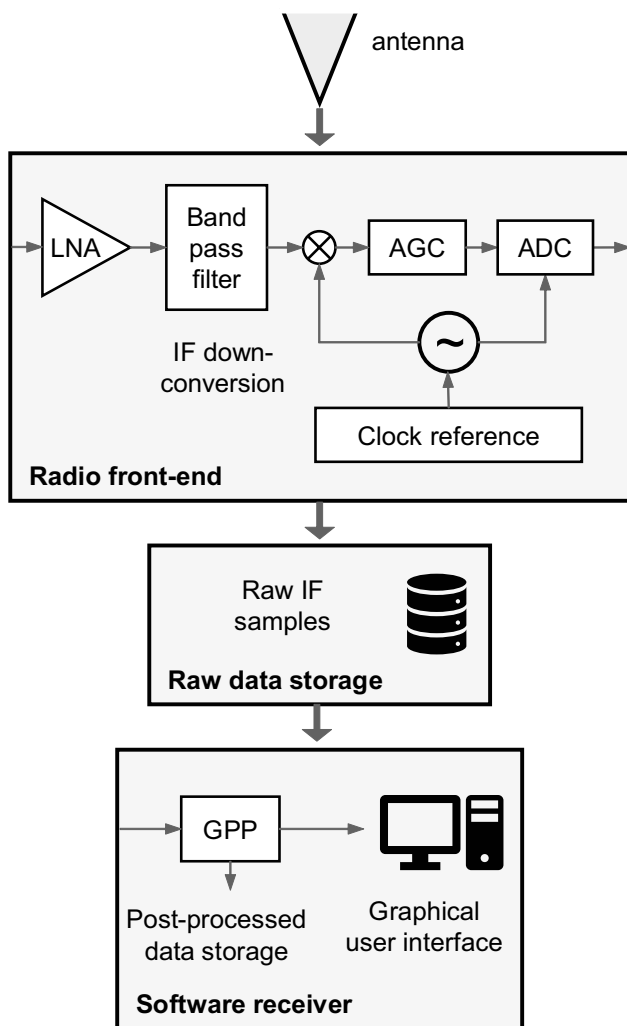 antenna
LNA
Band
pass
filter
AGC
ADC
~
IF down-
conversion
Clock reference
Radio front-end
Raw IF
samples
Raw data storage
GPP
Post-processed
data storage
Graphical
user interface
Software receiver